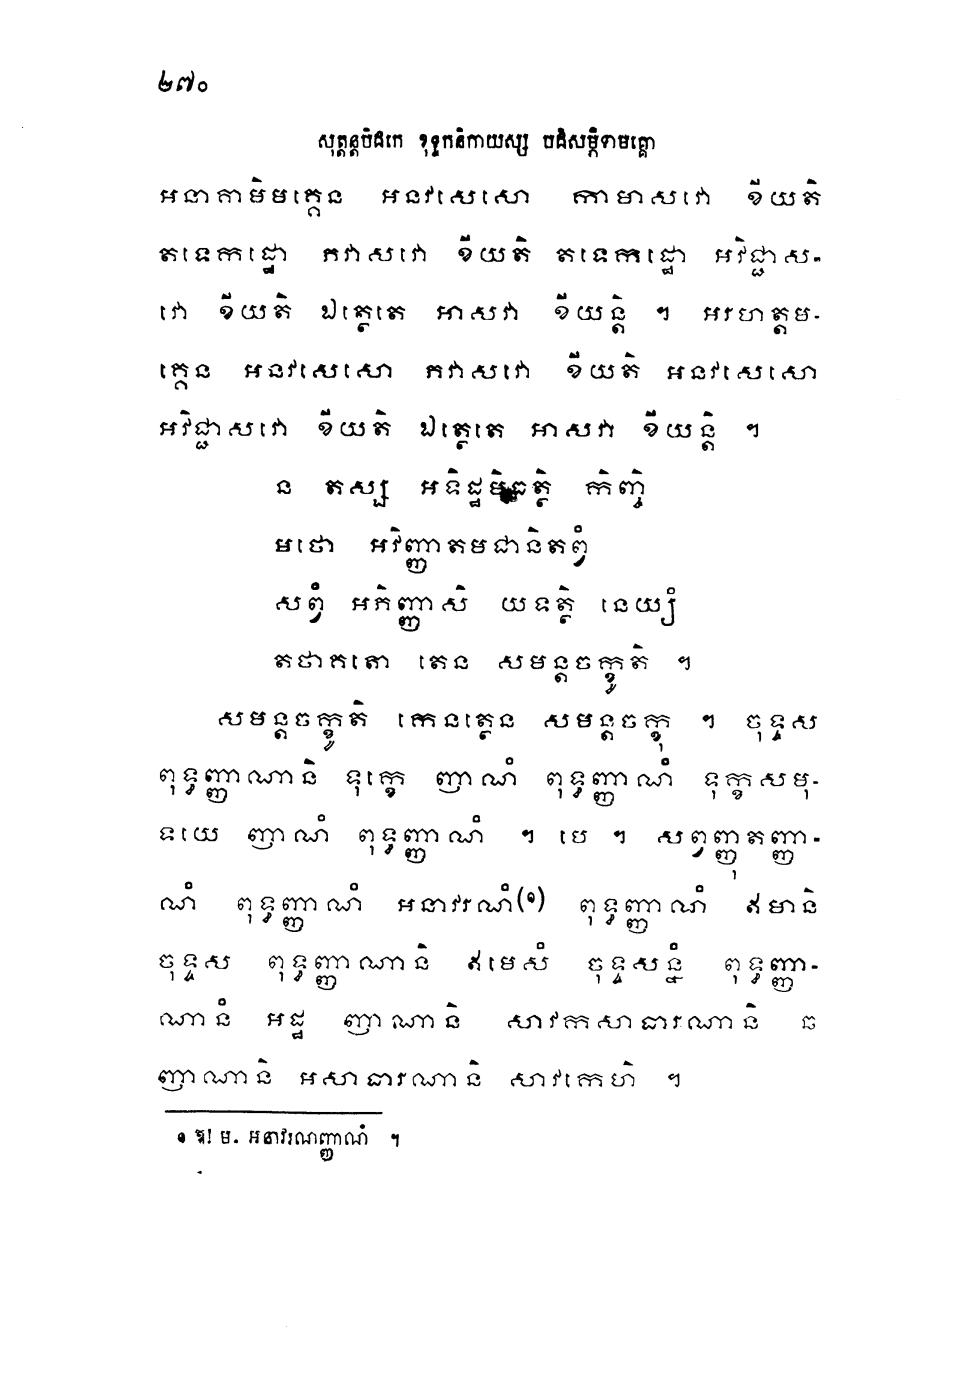 ២៧០
សុត្តន្តបិដកេ ខុទ្ទកនិកាយស្ស បដិសម្ភិទាមគ្គោ
អនាគាមិមគ្គេន អនវសេសោ កាមាសវោ ខីយតិ
តទេកដ្ឋោ ភវាសវោ ខីយតិ តទេកដ្ឋោ អវិជ្ជាស-
វោ ខីយតិ ឯត្ថេតេ អាសវា ខីយន្តិ ។ អរហត្តម-
គ្គេន អនវសេសោ ភវាសវោ ខីយតិ អនវសេសោ
អវិជ្ជាសវោ ខីយតិ ឯត្ថេតេ អាសវា ខីយន្តិ ។
ន តស្ស អទិដ្ឋមិធត្ថិ កិញ្ចិ
អថោ អវិញ្ញាតមជានិតព្វំ
សព្វំ អភិញ្ញាសិ យទត្ថិ នេយ្យំ
តថាគតោ តេន សមន្តចក្ខូតិ ។
សមន្តចក្ខូតិ កេនត្ថេន សមន្តចក្ខុ ។ ចុទ្ទស
ពុទ្ធញ្ញាណានិ ទុក្ខេ ញាណំ ពុទ្ធញ្ញាណំ ទុក្ខសមុ-
ទយេ ញាណំ ពុទ្ធញ្ញាណំ ។ បេ ។ សព្វញ្ញុតញ្ញា-
ណំ ពុទ្ធញ្ញាណំ អនាវរណំ(១) ពុទ្ធញ្ញាណំ ឥមានិ
ចុទ្ទស ពុទ្ធញ្ញាណានិ ឥមេសំ ចុទ្ទសន្នំ ពុទ្ធញ្ញា-
ណានំ អដ្ឋ ញាណានិ សាវកសាធារណានិ ឆ
ញាណានិ អសាធារណានិ សាវកេហិ ។
១ ឱ! ម. អនាវរណញ្ញាណំ ។